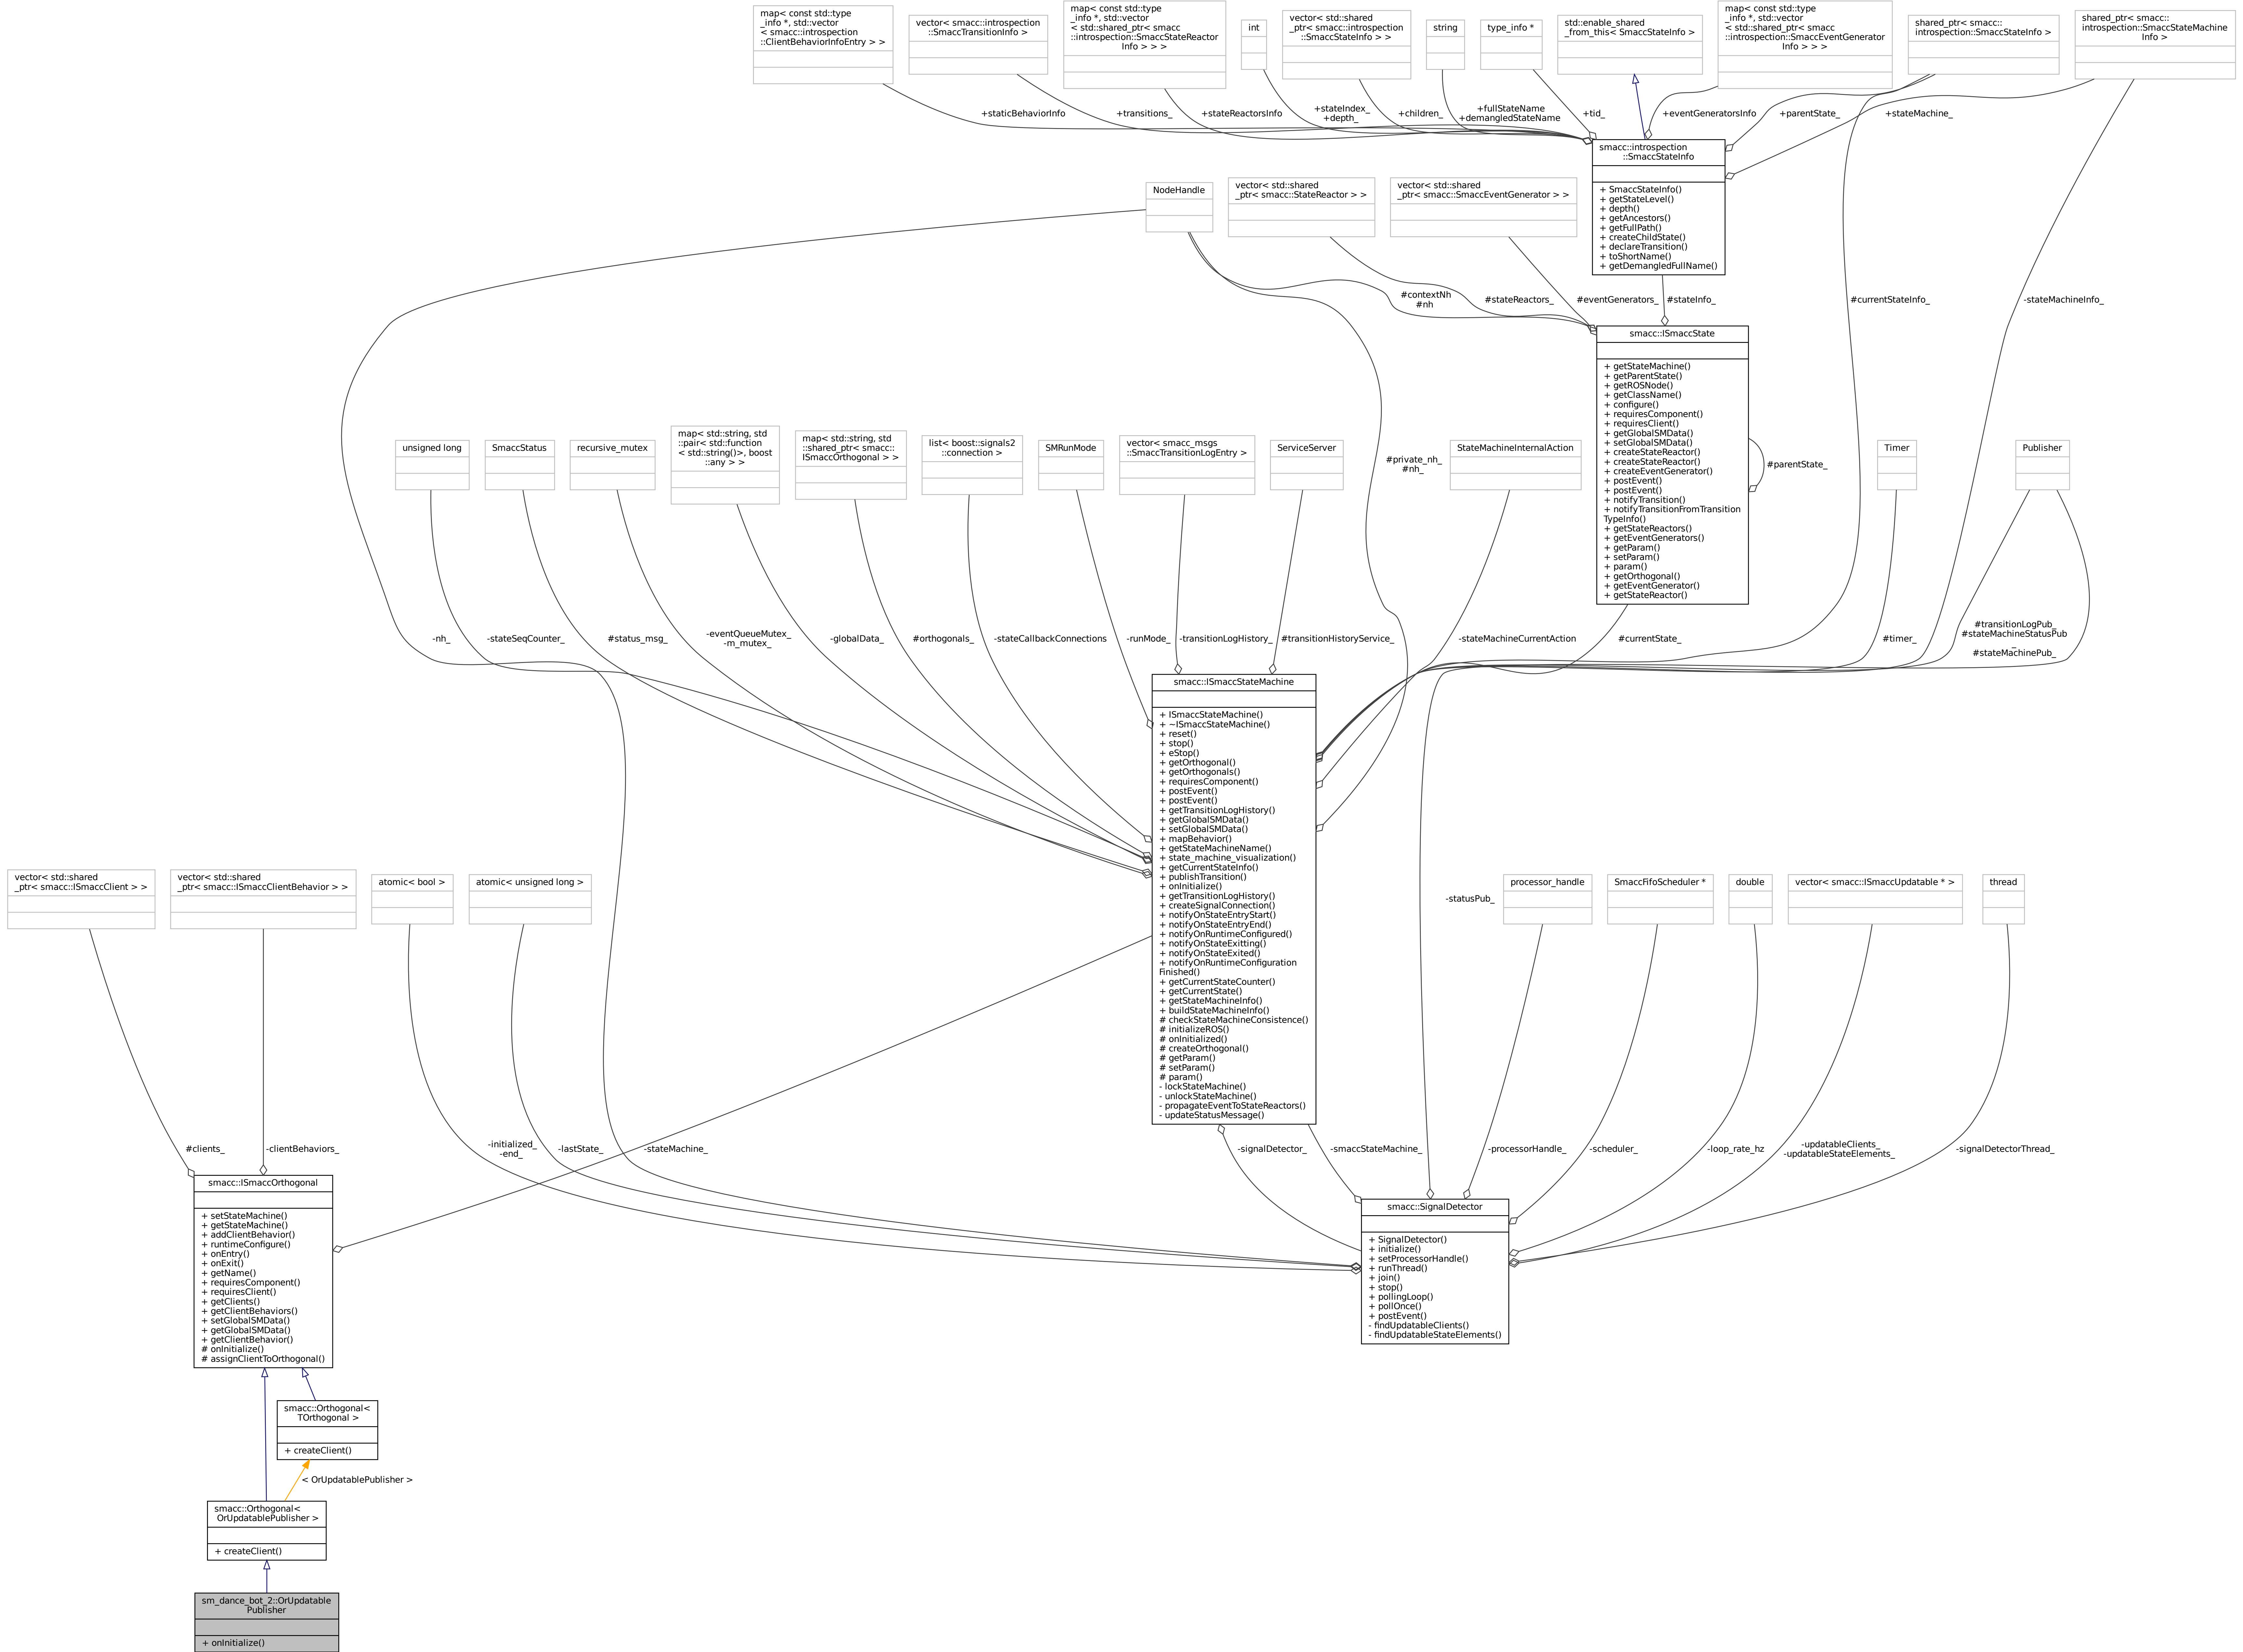 map< const std::type
_info *, std::vector
< smacc::introspection
::ClientBehaviorInfoEntry > >
vector< smacc::introspection
::SmaccTransitionInfo >
map< const std::type
_info *, std::vector
< std::shared_ptr< smacc
::introspection::SmaccStateReactor
Info > > >
int
vector< std::shared
_ptr< smacc::introspection
::SmaccStateInfo > >
string
type_info *
std::enable_shared
_from_this< SmaccStateInfo >
map< const std::type
_info *, std::vector
< std::shared_ptr< smacc
::introspection::SmaccEventGenerator
Info > > >
shared_ptr< smacc::
introspection::SmaccStateInfo >
shared_ptr< smacc::
introspection::SmaccStateMachine
Info >
+staticBehaviorInfo
+transitions_
+stateReactorsInfo
+stateIndex_
+depth_
+children_
+fullStateName
+demangledStateName
+tid_
+eventGeneratorsInfo
+parentState_
+stateMachine_
smacc::introspection
::SmaccStateInfo
+ SmaccStateInfo()
+ getStateLevel()
+ depth()
+ getAncestors()
+ getFullPath()
+ createChildState()
+ declareTransition()
+ toShortName()
+ getDemangledFullName()
NodeHandle
vector< std::shared
_ptr< smacc::StateReactor > >
vector< std::shared
_ptr< smacc::SmaccEventGenerator > >
#contextNh
#nh
#stateReactors_
#eventGenerators_
#stateInfo_
#currentStateInfo_
-stateMachineInfo_
smacc::ISmaccState
+ getStateMachine()
+ getParentState()
+ getROSNode()
+ getClassName()
+ configure()
+ requiresComponent()
+ requiresClient()
+ getGlobalSMData()
+ setGlobalSMData()
+ createStateReactor()
+ createStateReactor()
+ createEventGenerator()
+ postEvent()
+ postEvent()
+ notifyTransition()
+ notifyTransitionFromTransition
TypeInfo()
+ getStateReactors()
+ getEventGenerators()
+ getParam()
+ setParam()
+ param()
+ getOrthogonal()
+ getEventGenerator()
+ getStateReactor()
#parentState_
unsigned long
SmaccStatus
recursive_mutex
map< std::string, std
::pair< std::function
< std::string()>, boost
::any > >
map< std::string, std
::shared_ptr< smacc::
ISmaccOrthogonal > >
list< boost::signals2
::connection >
SMRunMode
vector< smacc_msgs
::SmaccTransitionLogEntry >
ServiceServer
#private_nh_
#nh_
StateMachineInternalAction
Timer
Publisher
-nh_
-stateSeqCounter_
#status_msg_
-eventQueueMutex_
-m_mutex_
-globalData_
#orthogonals_
-stateCallbackConnections
-runMode_
-transitionLogHistory_
#transitionHistoryService_
-stateMachineCurrentAction
#currentState_
#timer_
#transitionLogPub_
#stateMachineStatusPub
_
#stateMachinePub_
smacc::ISmaccStateMachine
+ ISmaccStateMachine()
+ ~ISmaccStateMachine()
+ reset()
+ stop()
+ eStop()
+ getOrthogonal()
+ getOrthogonals()
+ requiresComponent()
+ postEvent()
+ postEvent()
+ getTransitionLogHistory()
+ getGlobalSMData()
+ setGlobalSMData()
+ mapBehavior()
+ getStateMachineName()
+ state_machine_visualization()
+ getCurrentStateInfo()
+ publishTransition()
+ onInitialize()
+ getTransitionLogHistory()
+ createSignalConnection()
+ notifyOnStateEntryStart()
+ notifyOnStateEntryEnd()
+ notifyOnRuntimeConfigured()
+ notifyOnStateExitting()
+ notifyOnStateExited()
+ notifyOnRuntimeConfiguration
Finished()
+ getCurrentStateCounter()
+ getCurrentState()
+ getStateMachineInfo()
+ buildStateMachineInfo()
# checkStateMachineConsistence()
# initializeROS()
# onInitialized()
# createOrthogonal()
# getParam()
# setParam()
# param()
- lockStateMachine()
- unlockStateMachine()
- propagateEventToStateReactors()
- updateStatusMessage()
vector< std::shared
_ptr< smacc::ISmaccClient > >
vector< std::shared
_ptr< smacc::ISmaccClientBehavior > >
atomic< bool >
atomic< unsigned long >
-statusPub_
processor_handle
SmaccFifoScheduler *
double
vector< smacc::ISmaccUpdatable * >
thread
#clients_
-clientBehaviors_
-initialized_
-end_
-lastState_
-stateMachine_
-signalDetector_
-smaccStateMachine_
-processorHandle_
-scheduler_
-loop_rate_hz
-updatableClients_
-updatableStateElements_
-signalDetectorThread_
smacc::ISmaccOrthogonal
+ setStateMachine()
+ getStateMachine()
+ addClientBehavior()
+ runtimeConfigure()
+ onEntry()
+ onExit()
+ getName()
+ requiresComponent()
+ requiresClient()
+ getClients()
+ getClientBehaviors()
+ setGlobalSMData()
+ getGlobalSMData()
+ getClientBehavior()
# onInitialize()
# assignClientToOrthogonal()
smacc::SignalDetector
+ SignalDetector()
+ initialize()
+ setProcessorHandle()
+ runThread()
+ join()
+ stop()
+ pollingLoop()
+ pollOnce()
+ postEvent()
- findUpdatableClients()
- findUpdatableStateElements()
smacc::Orthogonal<
TOrthogonal >
+ createClient()
< OrUpdatablePublisher >
smacc::Orthogonal<
OrUpdatablePublisher >
+ createClient()
sm_dance_bot_2::OrUpdatable
Publisher
+ onInitialize()